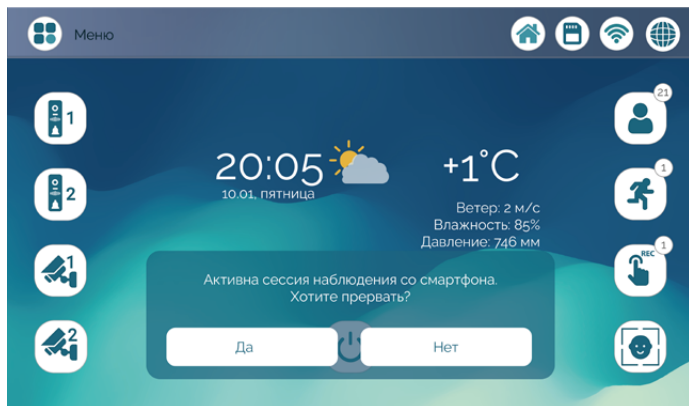 Меню
1
21
20:05
+1°C
10.01, пятница
2
1
Ветер: 2 м/с
Влажность: 85%
Давление: 746 мм
1
REC
1
Активна сессия наблюдения со смартфона.
Хотите прервать?
2
Да
Нет